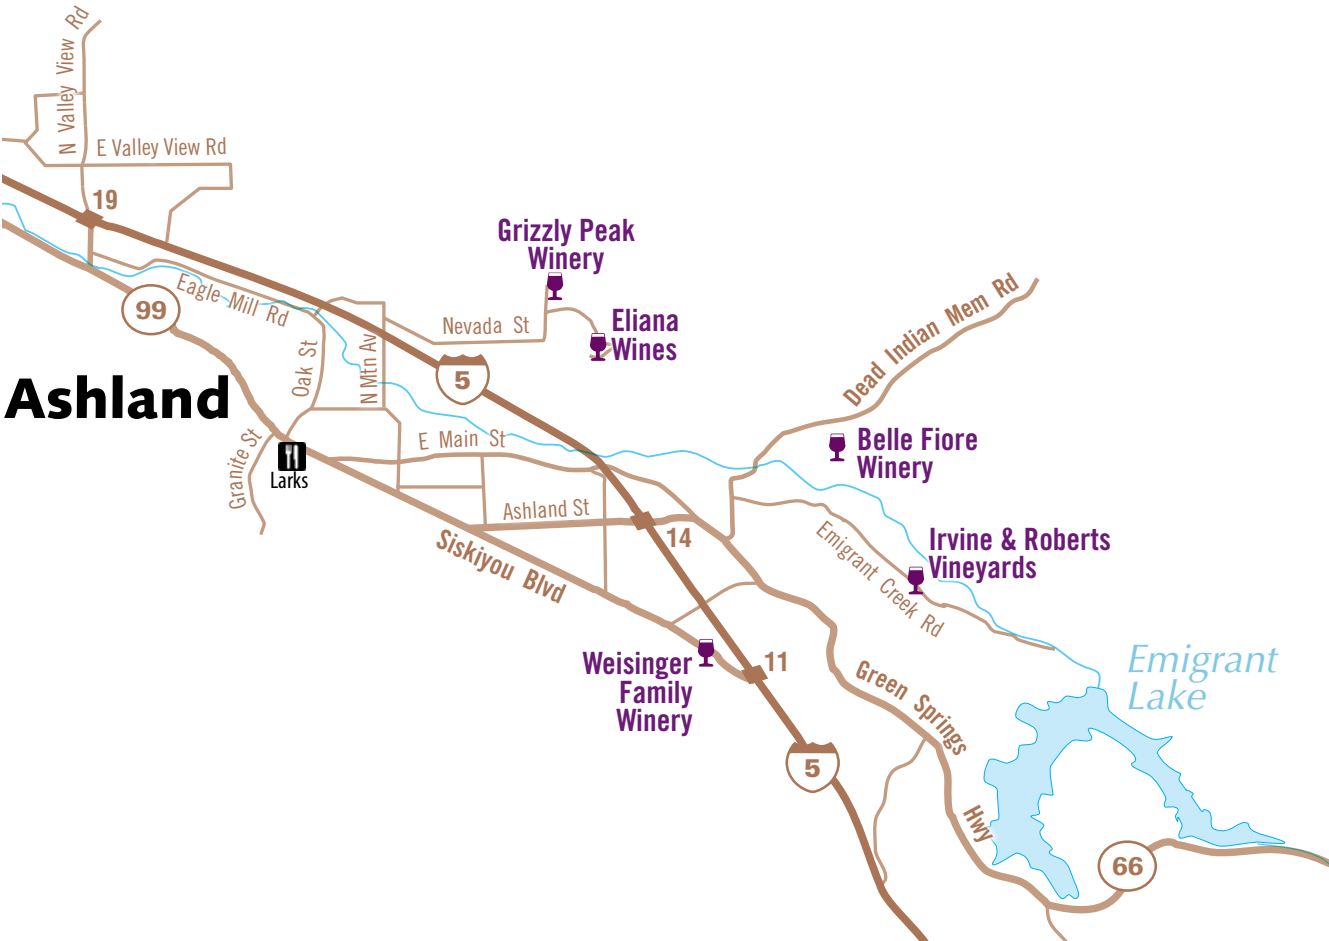 N Valley View Rd
E Valley View Rd
19
Grizzly Peak
Winery
Eagle Mill Rd
99
Nevada St
Eliana
Wines
Dead Indian Mem Rd
Oak St
N Mtn Av
5
Ashland
E Main St
Belle Fiore
Winery
Granite St
Larks
Ashland St
14
Siskiyou Blvd
Emigrant Creek Rd
Irvine & Roberts
Vineyards
Weisinger
Family
Winery
11
Emigrant
Lake
Green Springs Hwy
5
66